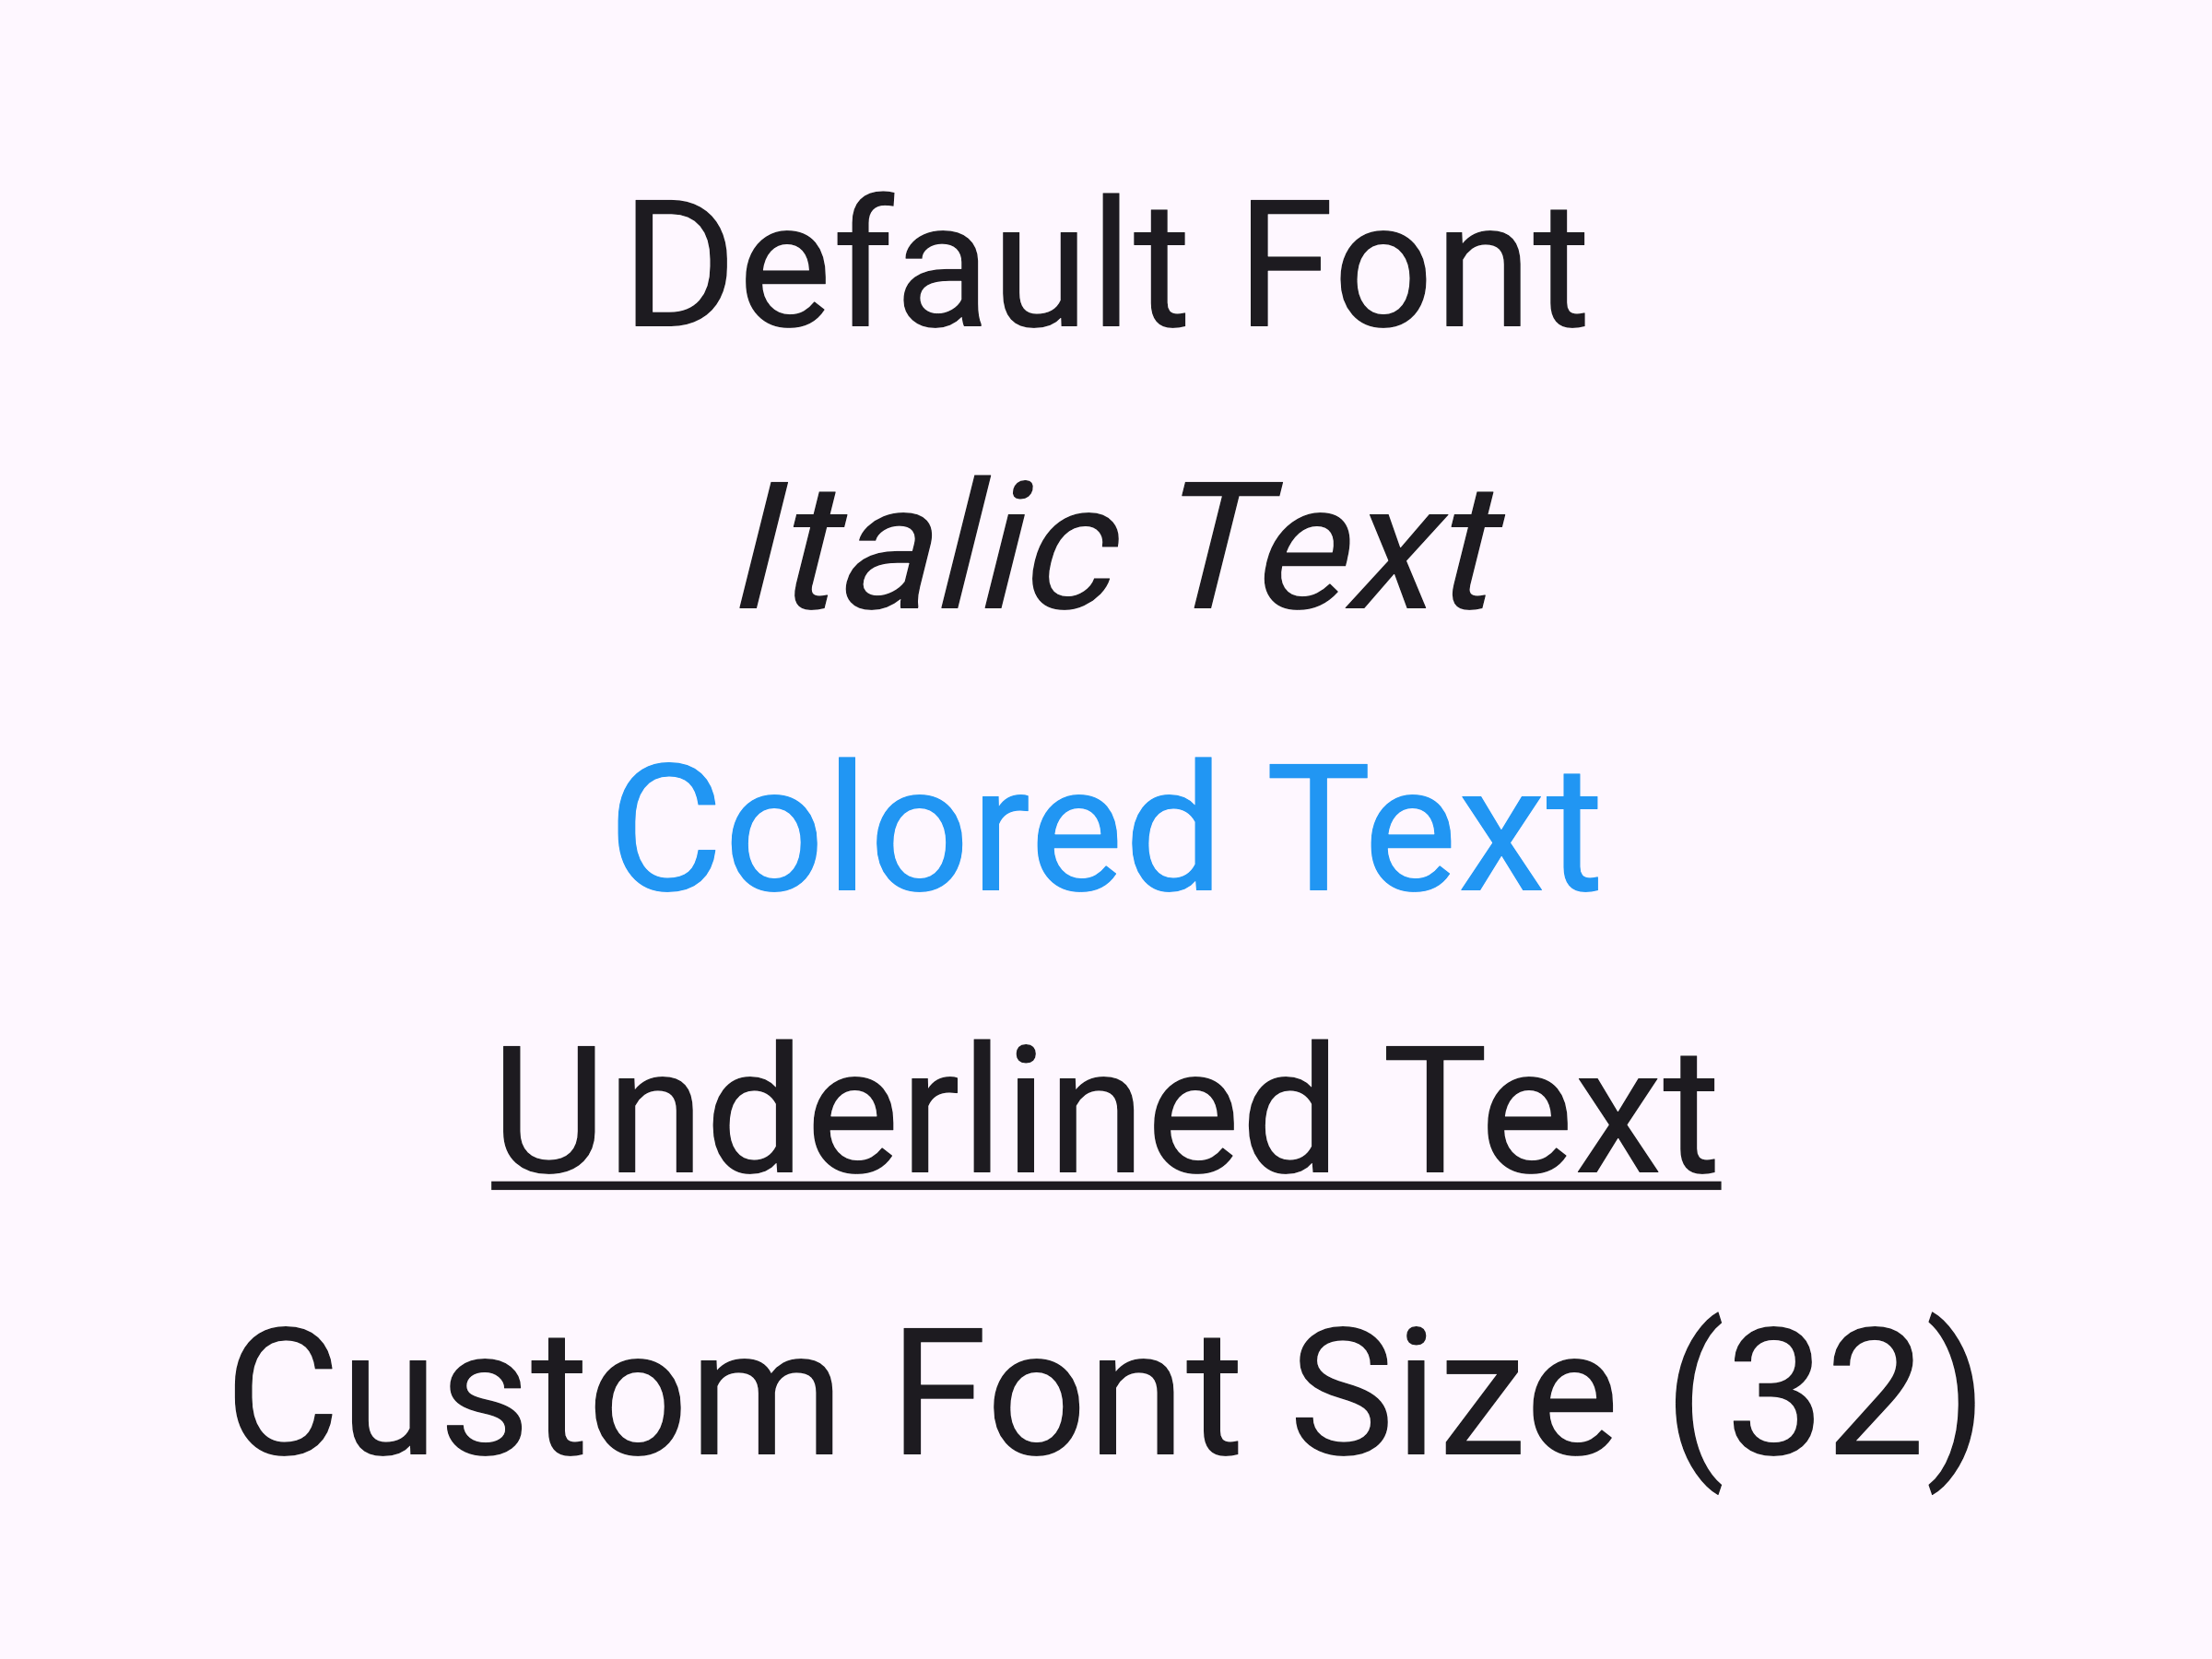 Default Font
Italic Text
Colored Text
Underlined Text
Custom Font Size (32)